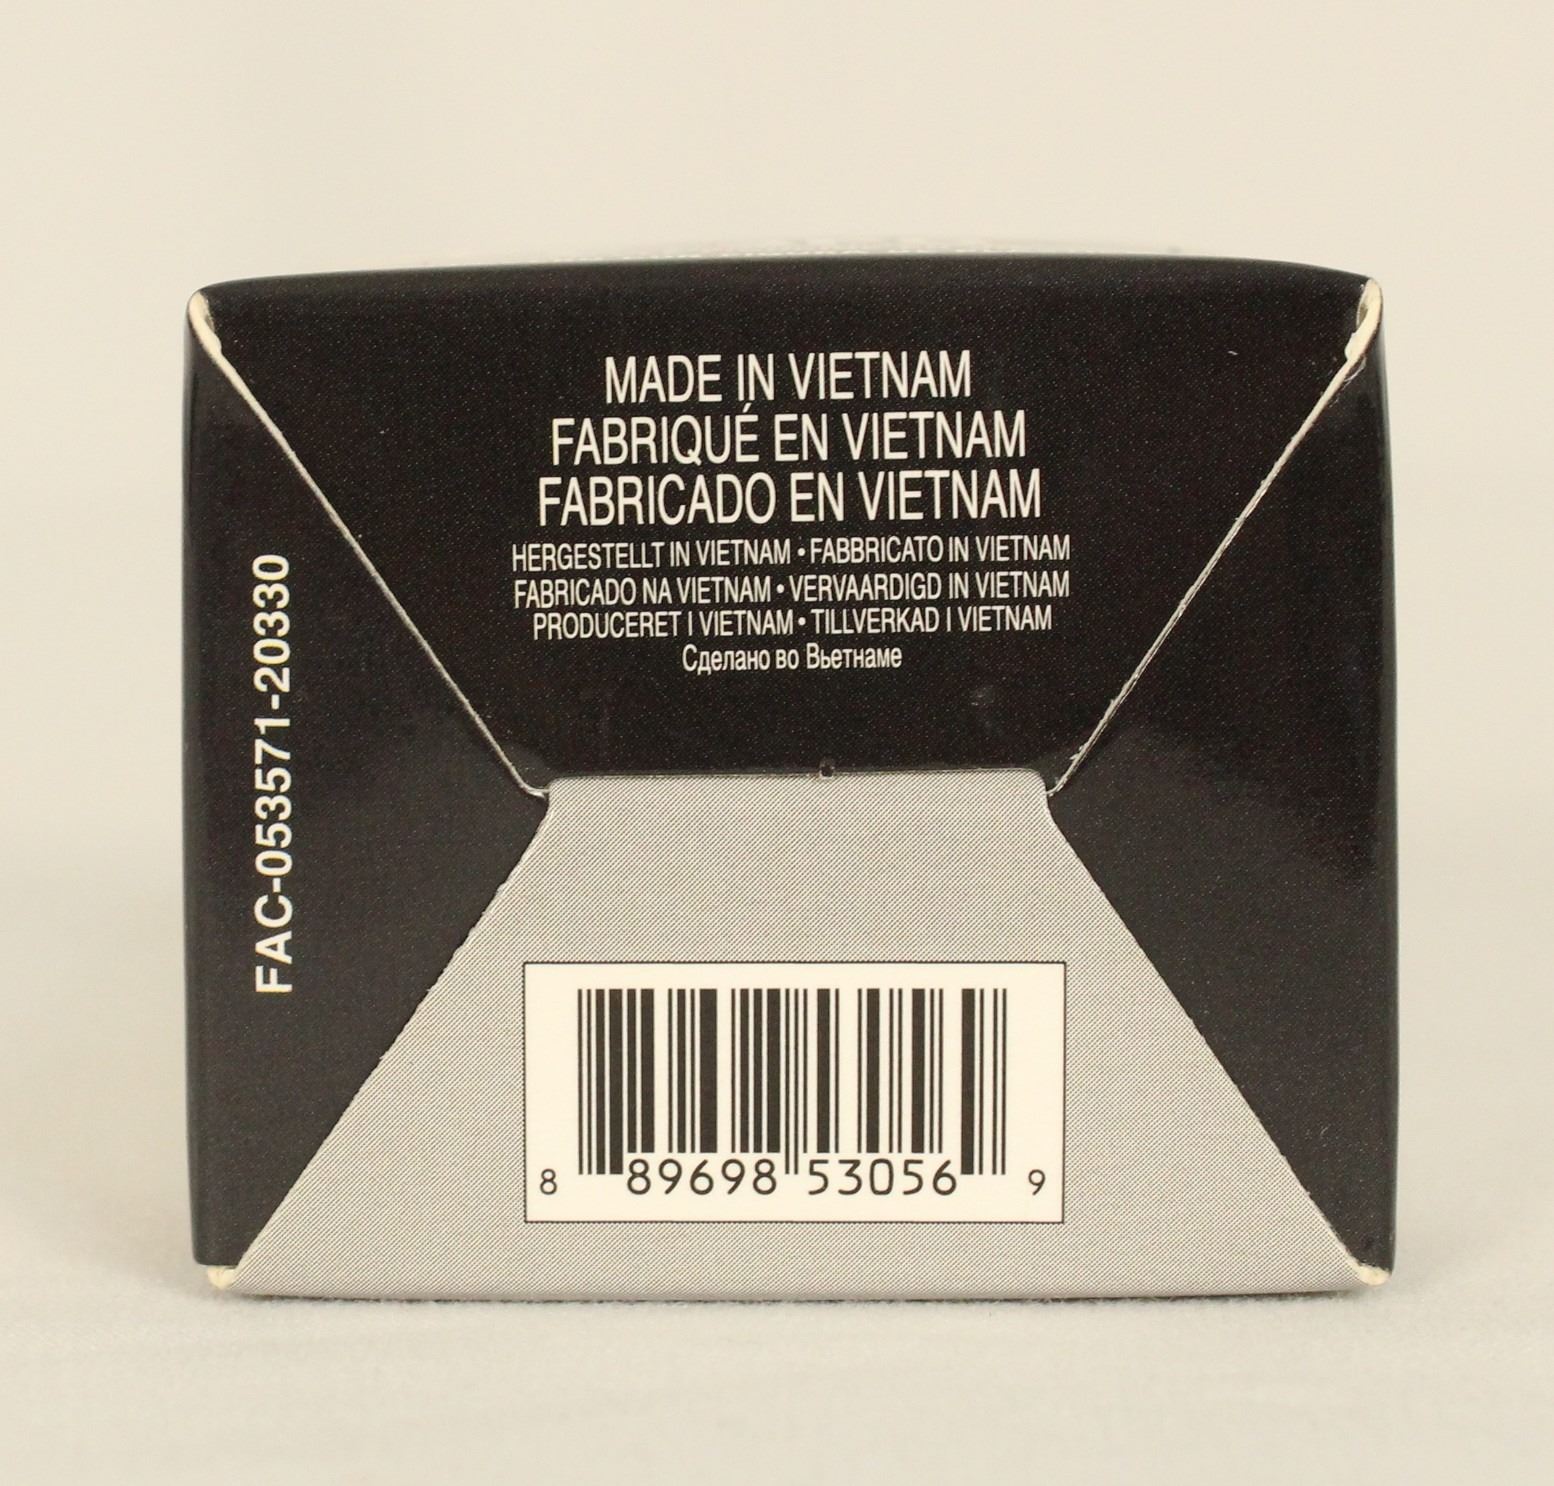 MADE IN VIETNAM
FABRIQUÉ EN VIETNAM
FABRICADO EN VIETNAM
HERGESTELLT IN VIETNAM • FABBRICATO IN VIETNAM
FABRICADO NA VIETNAM • VERVAARDIGD IN VIETNAM
PRODUCERET I VIETNAM • TILLVERKAD I VIETNAM
Сделано во Вьетнаме
FAC-053571-20330
8 89698 53056 9